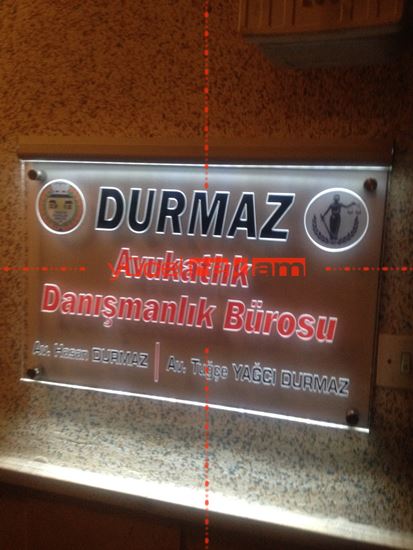 DURMAZ
Avukatlık
Danışmanlık Bürosu
Av. Hasan DURMAZ | Av. Tuğçe YAĞCI DURMAZ